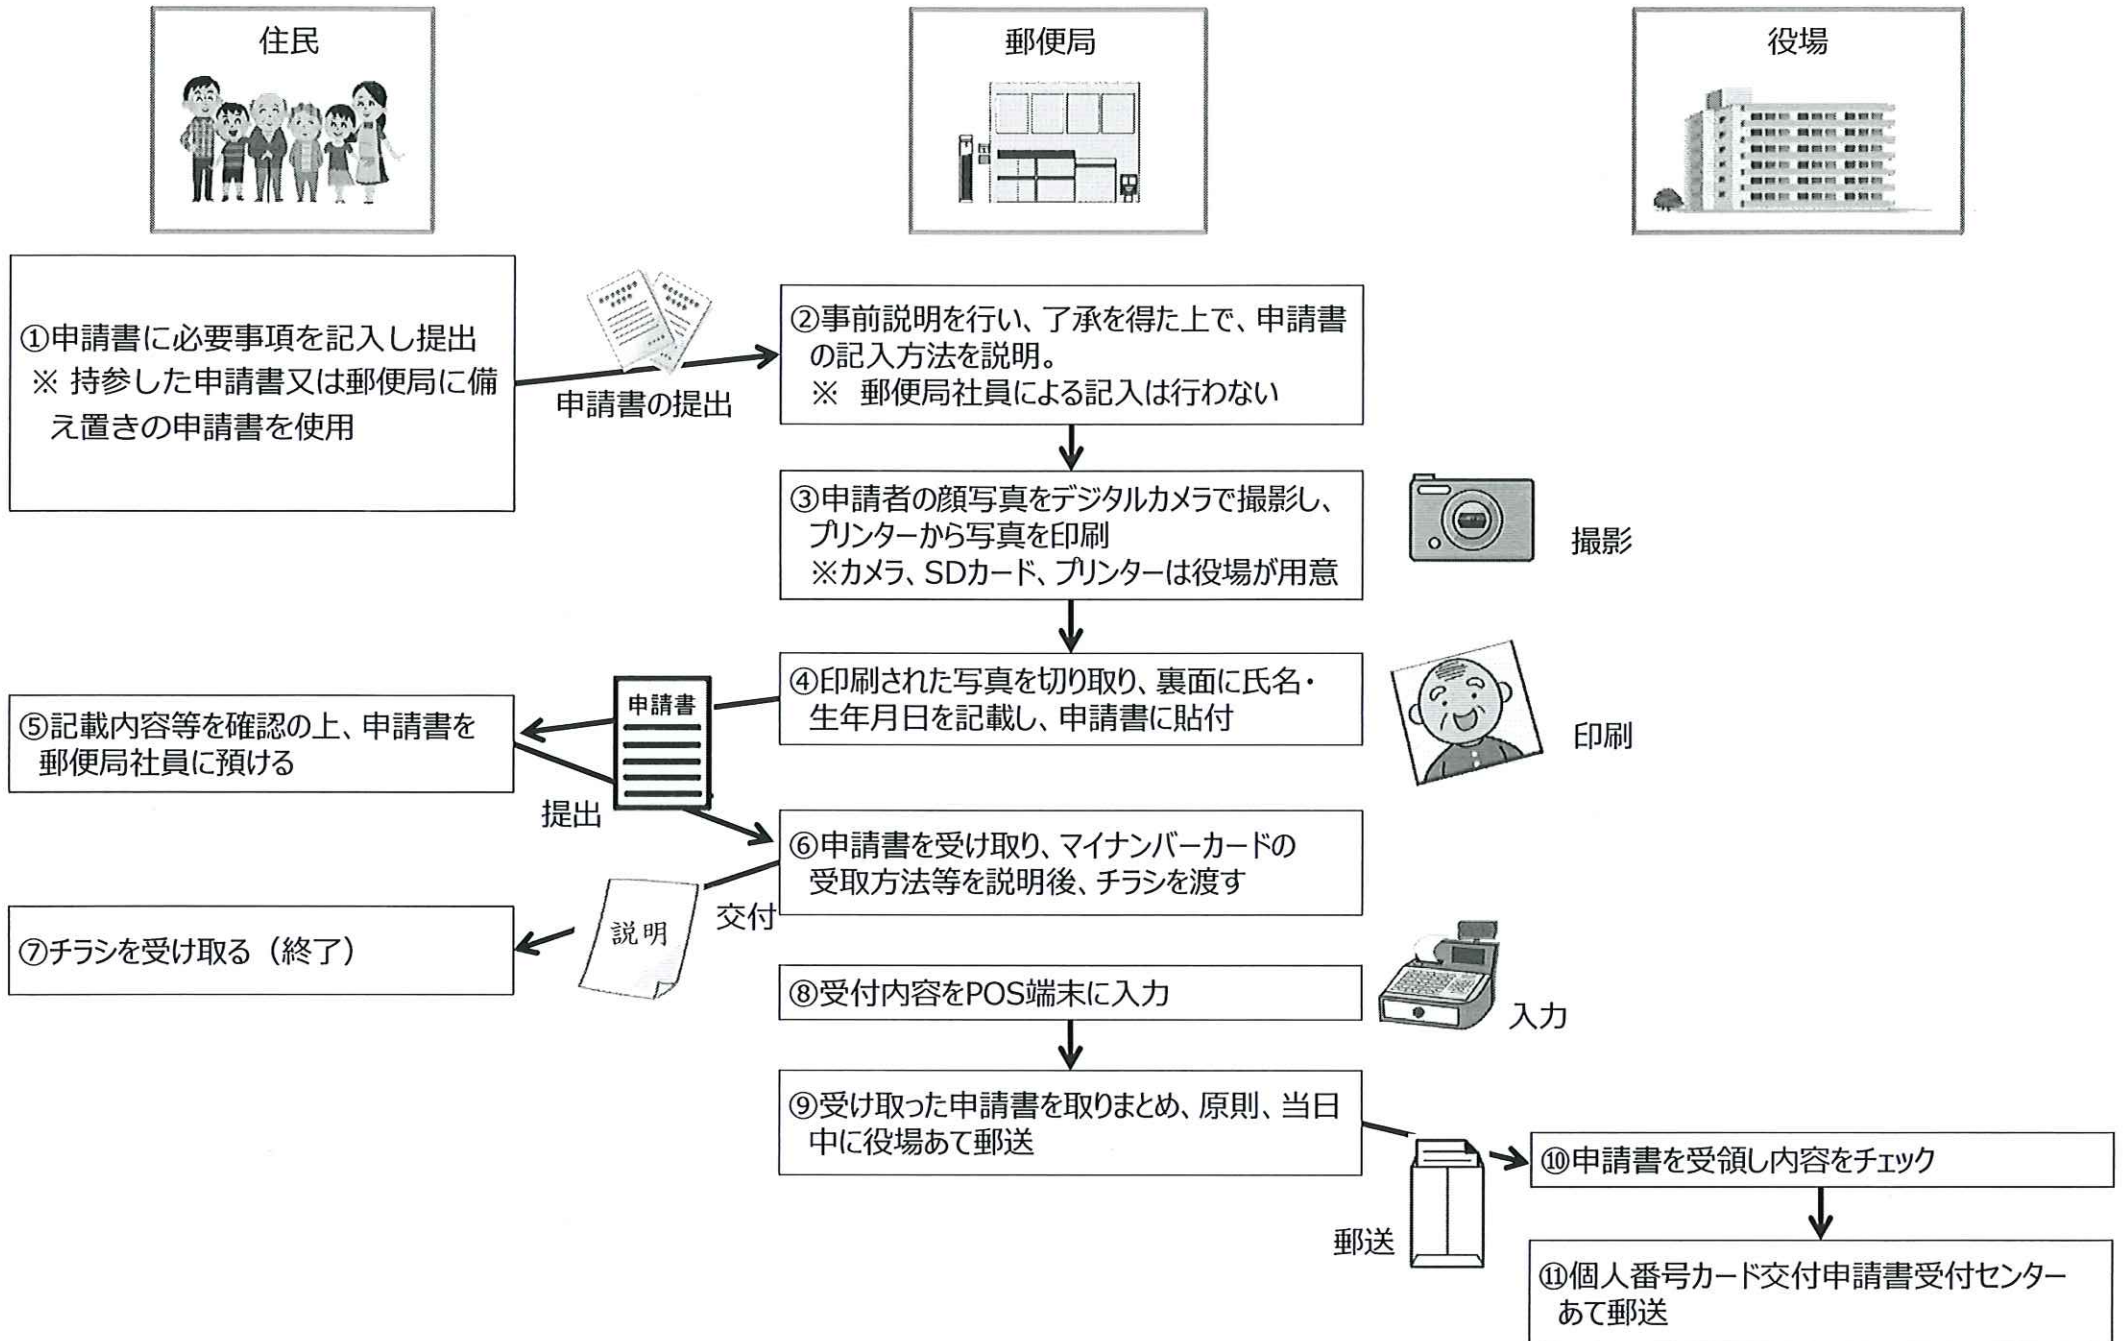 住民
郵便局
役場
①申請書に必要事項を記入し提出
※ 持参した申請書又は郵便局に備
え置きの申請書を使用
申請書の提出
②事前説明を行い、了承を得た上で、申請書
の記入方法を説明。
※ 郵便局社員による記入は行わない
③申請者の顔写真をデジタルカメラで撮影し、
プリンターから写真を印刷
※カメラ、SDカード、プリンターは役場が用意
撮影
④印刷された写真を切り取り、裏面に氏名・
生年月日を記載し、申請書に貼付
印刷
申請書
⑤記載内容等を確認の上、申請書を
郵便局社員に預ける
提出
⑥申請書を受け取り、マイナンバーカードの
受取方法等を説明後、チラシを渡す
交付
説明
⑦チラシを受け取る（終了）
⑧受付内容をPOS端末に入力
入力
⑨受け取った申請書を取りまとめ、原則、当日
中に役場あて郵送
郵送
⑩申請書を受領し内容をチェック
⑪個人番号カード交付申請書受付センター
あて郵送